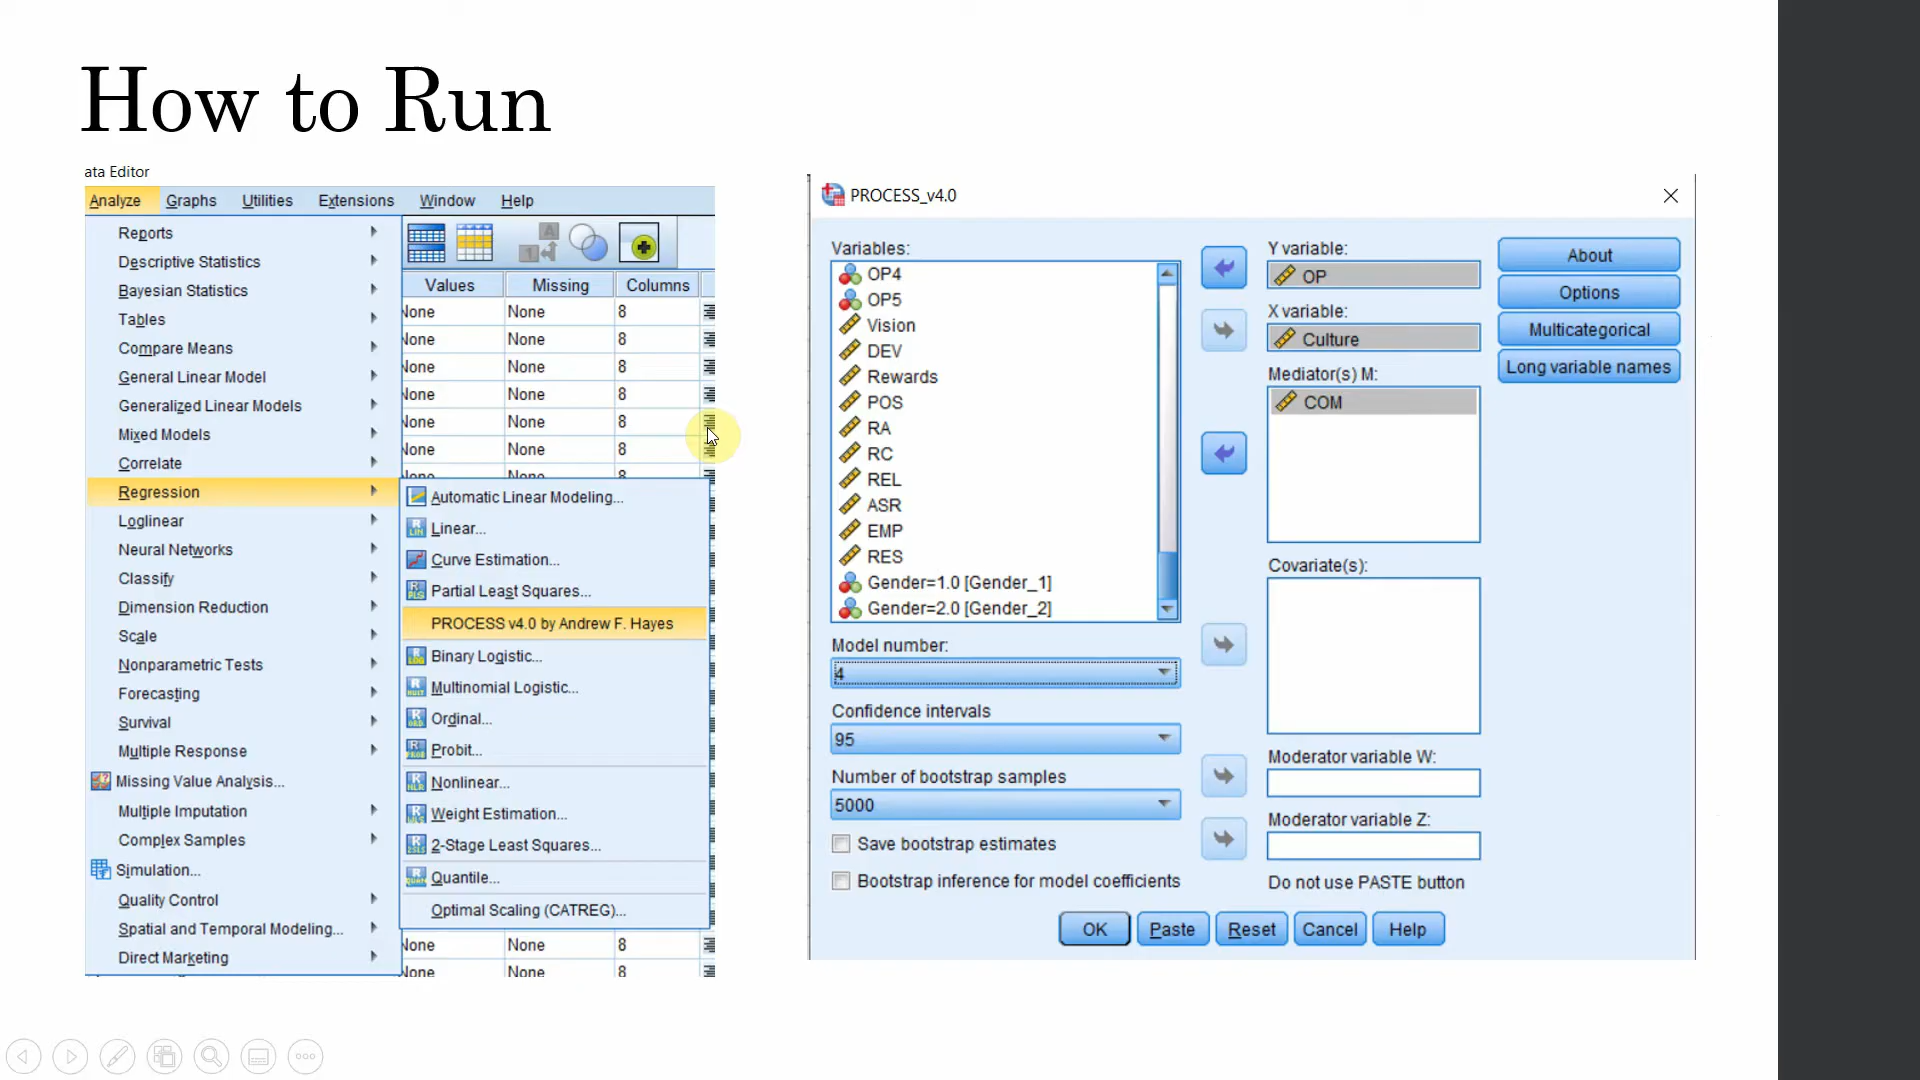 How to Run
ata Editor
Analyze Graphs Utilities Extensions Window Help
Reports
Descriptive Statistics
Bayesian Statistics
Tables
Compare Means
General Linear Model
Generalized Linear Models
Mixed Models
Correlate
Regression
Loglinear
Neural Networks
Classify
Dimension Reduction
Scale
Nonparametric Tests
Forecasting
Survival
Multiple Response
Missing Value Analysis...
Multiple Imputation
Complex Samples
Simulation...
Quality Control
Spatial and Temporal Modeling...
Direct Marketing
Values Missing Columns
None None 8
None None 8
None None 8
None None 8
None None 8
None None 8
None None 8
Automatic Linear Modeling...
Linear...
Curve Estimation...
Partial Least Squares...
PROCESS v4.0 by Andrew F. Hayes
Binary Logistic...
Multinomial Logistic...
Ordinal...
Probit...
Nonlinear...
Weight Estimation...
2-Stage Least Squares...
Quantile...
Optimal Scaling (CATREG)...
None None 8
None None 8
PROCESS_v4.0
Variables:
OP4
OP5
Vision
DEV
Rewards
POS
RA
RC
REL
ASR
EMP
RES
Gender=1.0 [Gender_1]
Gender=2.0 [Gender_2]
Model number:
4
Confidence intervals
95
Number of bootstrap samples
5000
Save bootstrap estimates
Bootstrap inference for model coefficients
Y variable:
OP
X variable:
Culture
Mediator(s) M:
COM
Covariate(s):
Moderator variable W:
Moderator variable Z:
Do not use PASTE button
About
Options
Multicategorical
Long variable names
OK Paste Reset Cancel Help